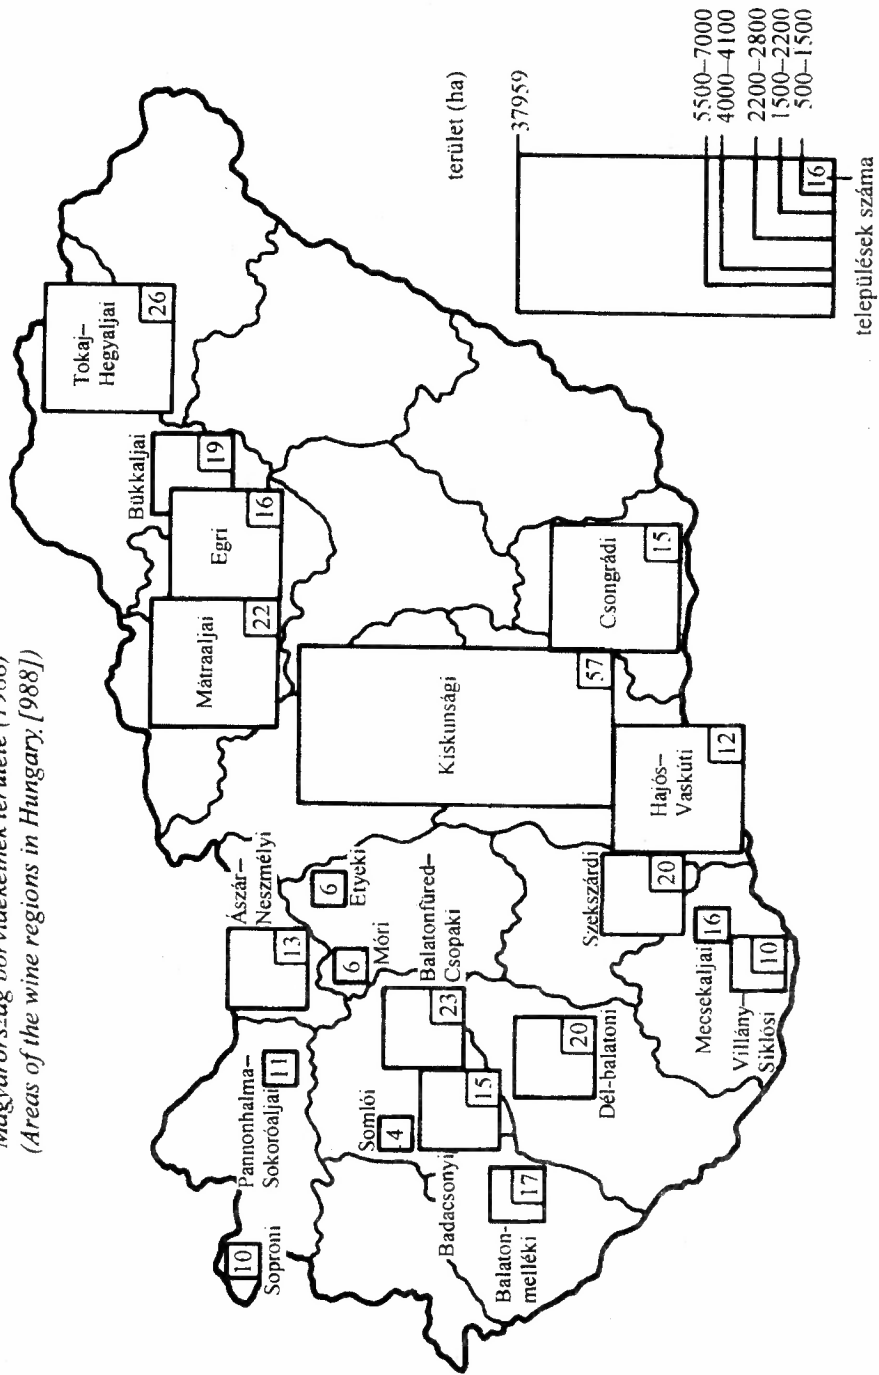 (Areas of the wine regions in Hungary [988])
Tokaj–
Hegyaljai
26
Bükkaljai
19
Egri
16
Mátraaljai
22
Kiskunsági
57
Csongrádi
15
Hajós–
Vaskúti
12
Szekszárdi
20
Mecsekaljai
16
Villány–
Siklósi
10
Ászár–
Neszmélyi
13
Etyeki
6
Móri
6
Balatonfüred–
Csopaki
23
Badacsonyi
15
Somlói
4
Dél-balatoni
20
Balaton-
melléki
17
Pannonhalma–
Sokoróaljai
11
Soproni
10
terület (ha)
37959
5500–7000
4000–4100
2200–2800
1500–2200
500–1500
16
települések száma